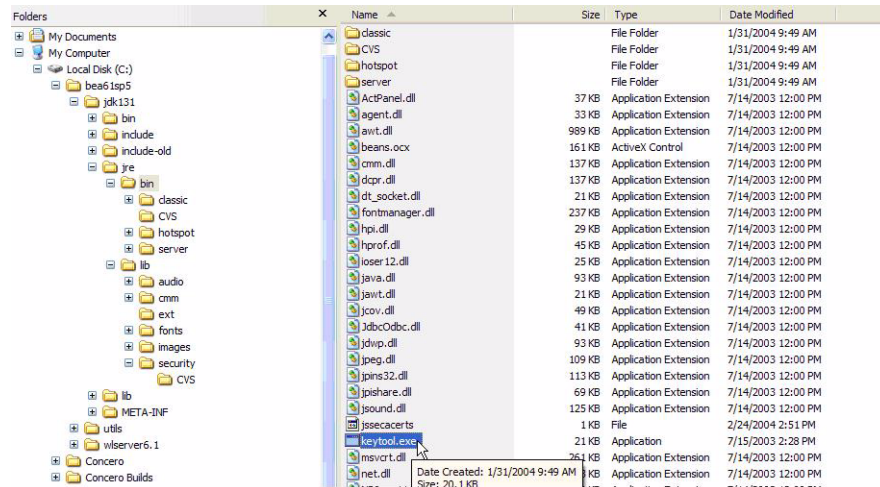 Folders
My Documents
My Computer
Local Disk (C:)
bea61sp5
jdk131
bin
include
include-old
jre
bin
classic
CVS
hotspot
server
lib
audio
cmm
ext
fonts
images
security
CVS
lib
META-INF
utils
wlserver6.1
Concero
Concero Builds
Name Size Type Date Modified
classic File Folder 1/31/2004 9:49 AM
CVS File Folder 1/31/2004 9:49 AM
hotspot File Folder 1/31/2004 9:49 AM
server File Folder 1/31/2004 9:49 AM
ActPanel.dll 37 KB Application Extension 7/14/2003 12:00 PM
agent.dll 33 KB Application Extension 7/14/2003 12:00 PM
awt.dll 989 KB Application Extension 7/14/2003 12:00 PM
beans.ocx 161 KB ActiveX Control 7/14/2003 12:00 PM
cmm.dll 137 KB Application Extension 7/14/2003 12:00 PM
dcpr.dll 137 KB Application Extension 7/14/2003 12:00 PM
dt_socket.dll 21 KB Application Extension 7/14/2003 12:00 PM
fontmanager.dll 237 KB Application Extension 7/14/2003 12:00 PM
hpi.dll 29 KB Application Extension 7/14/2003 12:00 PM
hprof.dll 45 KB Application Extension 7/14/2003 12:00 PM
ioser12.dll 25 KB Application Extension 7/14/2003 12:00 PM
java.dll 93 KB Application Extension 7/14/2003 12:00 PM
jawt.dll 21 KB Application Extension 7/14/2003 12:00 PM
jcov.dll 49 KB Application Extension 7/14/2003 12:00 PM
JdbcOdbc.dll 41 KB Application Extension 7/14/2003 12:00 PM
jdwp.dll 93 KB Application Extension 7/14/2003 12:00 PM
jpeg.dll 109 KB Application Extension 7/14/2003 12:00 PM
jpins32.dll 113 KB Application Extension 7/14/2003 12:00 PM
jpishare.dll 69 KB Application Extension 7/14/2003 12:00 PM
jsound.dll 125 KB Application Extension 7/14/2003 12:00 PM
jssecacerts 1 KB File 2/24/2004 2:51 PM
keytool.exe 21 KB Application 7/15/2003 2:28 PM
msvcrt.dll 261 KB Application Extension 7/14/2003 12:00 PM
net.dll KB Application Extension 7/14/2003 12:00 PM
Date Created: 1/31/2004 9:49 AM
Size: 20.1 KB